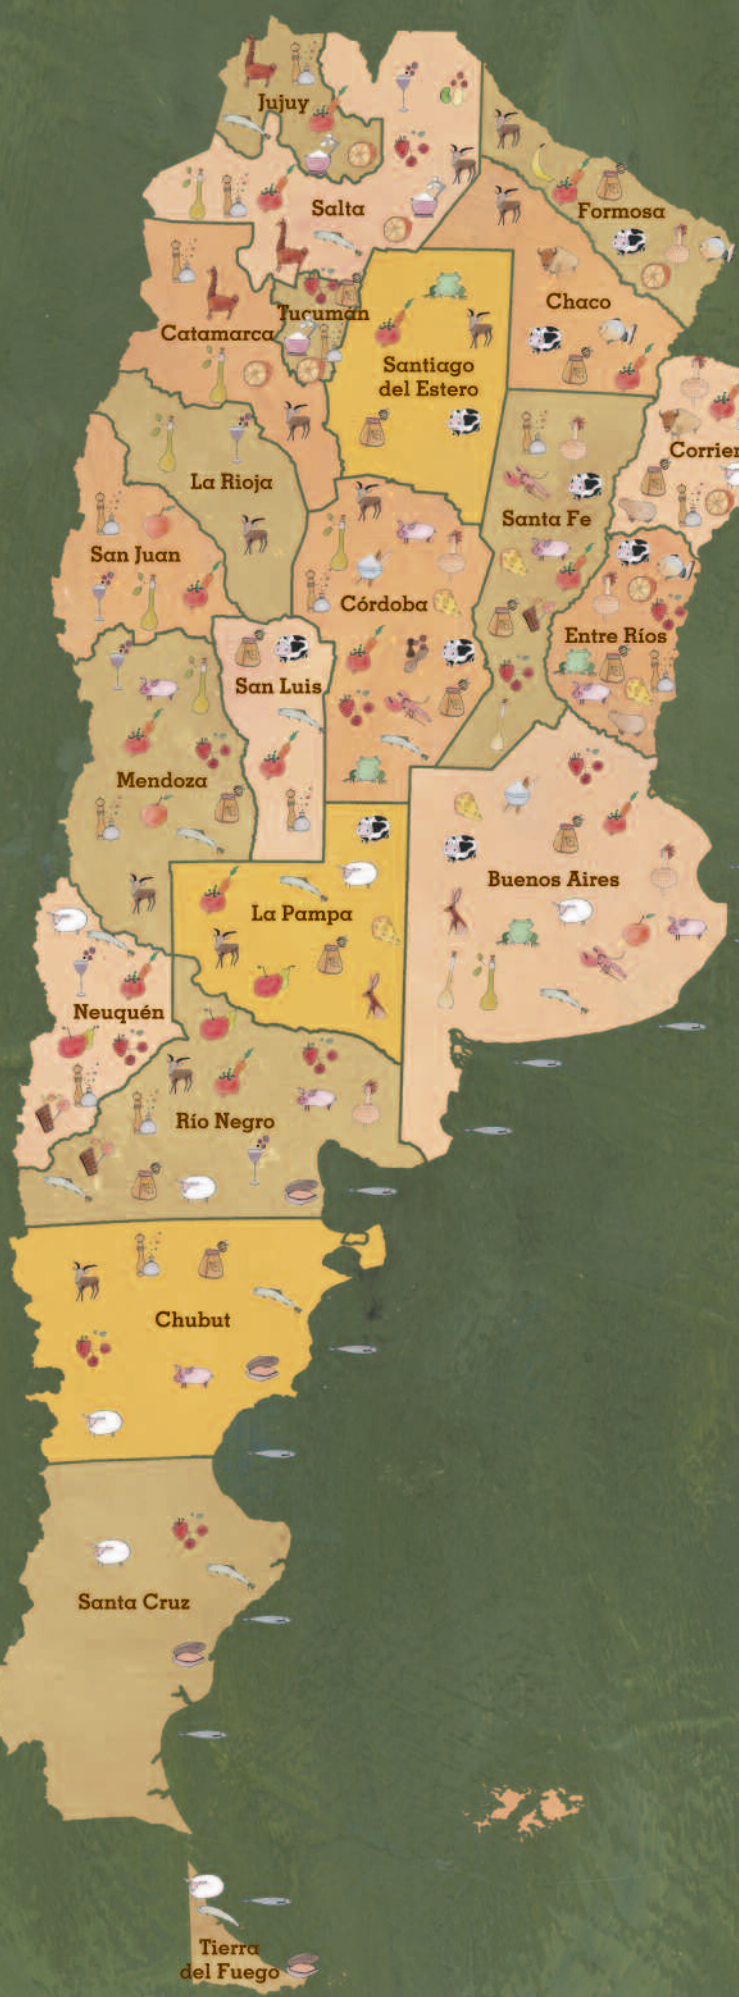 Jujuy
Salta
Formosa
Chaco
Tucumán
Catamarca
Santiago
del Estero
Corrien
La Rioja
Santa Fe
San Juan
Córdoba
Entre Ríos
San Luis
Mendoza
Buenos Aires
La Pampa
Neuquén
Río Negro
Chubut
Santa Cruz
Tierra
del Fuego